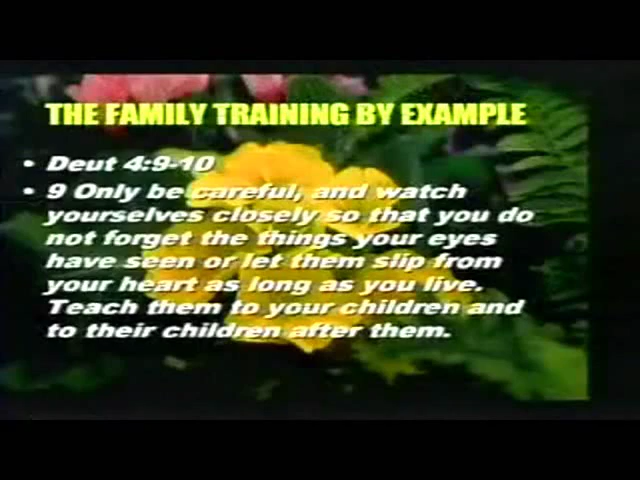 THE FAMILY TRAINING BY EXAMPLE
• Deut 4:9-10
• 9 Only be careful, and watch
yourselves closely so that you do
not forget the things your eyes
have seen or let them slip from
your heart as long as you live.
Teach them to your children and
to their children after them.